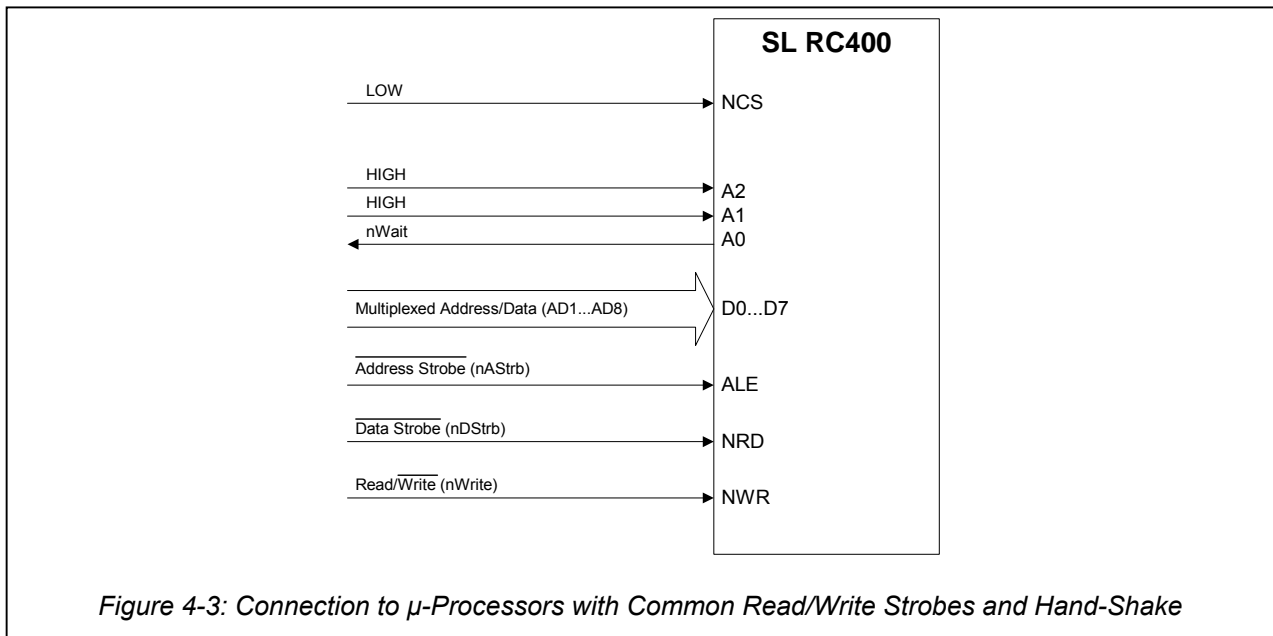 SL RC400
LOW
NCS
HIGH
A2
HIGH
A1
nWait
A0
Multiplexed Address/Data (AD1...AD8)
D0...D7
Address Strobe (nAStrb)
ALE
Data Strobe (nDStrb)
NRD
Read/Write (nWrite)
NWR
Figure 4-3: Connection to µ-Processors with Common Read/Write Strobes and Hand-Shake